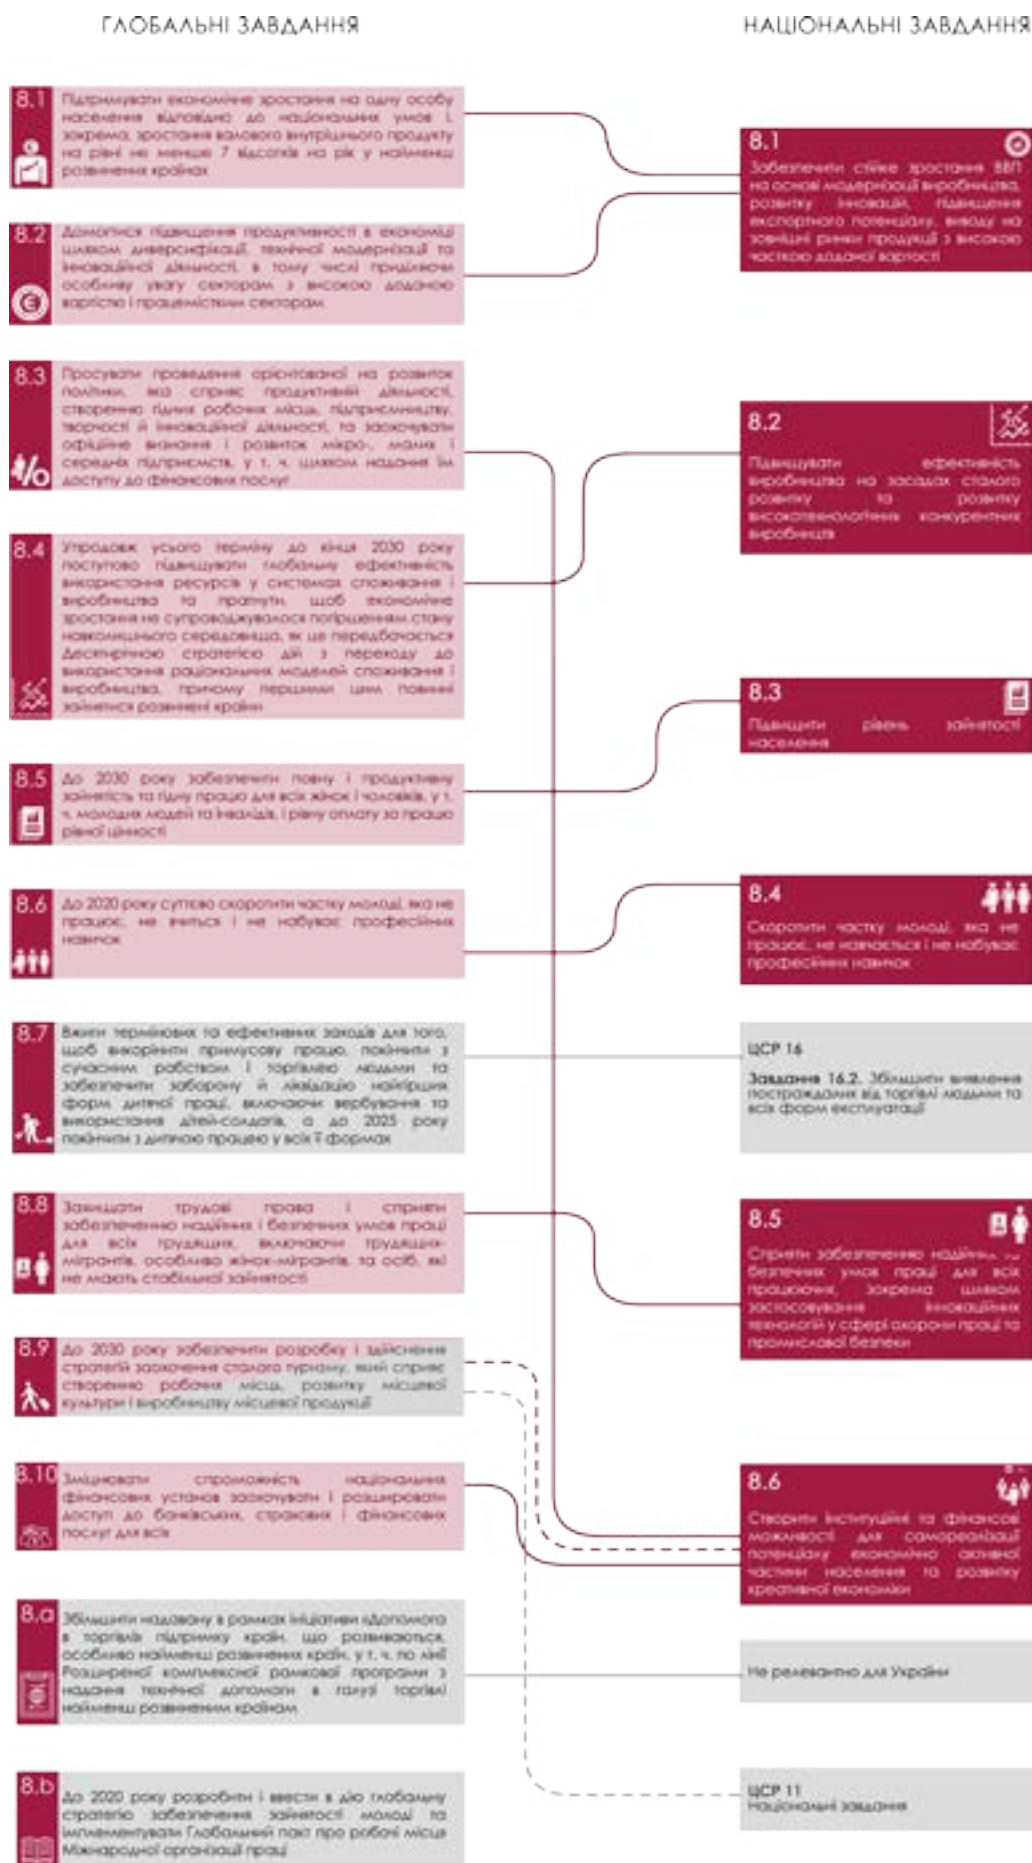 ГЛОБАЛЬНІ ЗАВДАННЯ
8.1
Підтримувати економічне зростання на одну особу
населення відповідно до національних умов і,
зокрема, зростання валового внутрішнього продукту
на рівні не менше 7 відсотків на рік у найменш
розвинених країнах
8.2
Домогтися підвищення продуктивності в економіці
шляхом диверсифікації, технічної модернізації та
інноваційної діяльності, в тому числі приділяючи
особливу увагу секторам з високою доданою
вартістю і працемістким секторам
8.3
Просувати проведення орієнтованої на розвиток
політики, яка сприяє продуктивній діяльності,
створенню гідних робочих місць, підприємництву,
творчості й інноваційної діяльності, та заохочувати
офіційне визнання і розвиток мікро-, малих і
середніх підприємств, у т. ч. шляхом надання їм
доступу до фінансових послуг
8.4
Упродовж усього терміну до кінця 2030 року
поступово підвищувати глобальну ефективність
використання ресурсів у системах споживання і
виробництва та прагнути, щоб економічне
зростання не супроводжувалося погіршенням стану
навколишнього середовища, як це передбачається
Десятирічною стратегією дій з переходу до
використання раціональних моделей споживання і
виробництва, причому першими цим повинні
зайнятися розвинені країни
8.5
До 2030 року забезпечити повну і продуктивну
зайнятість та гідну працю для всіх жінок і чоловіків, у т.
ч. молодих людей та інвалідів, і рівну оплату за працю
рівної цінності
8.6
До 2020 року суттєво скоротити частку молоді, яка не
працює, не вчиться і не набуває професійних
навичок
8.7
Вжити термінових та ефективних заходів для того,
щоб викорінити примусову працю, покінчити з
сучасним рабством і торгівлею людьми та
забезпечити заборону й ліквідацію найгірших
форм дитячої праці, включаючи вербування та
використання дітей-солдатів, а до 2025 року
покінчити з дитячою працею у всіх її формах
8.8
Захищати трудові права і сприяти
забезпеченню надійних і безпечних умов праці
для всіх трудящих, включаючи трудящих-
мігрантів, особливо жінок-мігрантів, та осіб, які
не мають стабільної зайнятості
8.9
До 2030 року забезпечити розробку і здійснення
стратегій заохочення сталого туризму, який сприяє
створенню робочих місць, розвитку місцевої
культури і виробництву місцевої продукції
8.10
Зміцнювати спроможність національних
фінансових установ заохочувати і розширювати
доступ до банківських, страхових і фінансових
послуг для всіх
8.a
Збільшити надавану в рамках ініціативи «Допомога
в торгівлі» підтримку країн, що розвиваються,
особливо найменш розвинених країн, у т. ч. по лінії
Розширеної комплексної рамкової програми з
надання технічної допомоги в галузі торгівлі
найменш розвиненим країнам
8.b
До 2020 року розробити і ввести в дію глобальну
стратегію забезпечення зайнятості молоді та
імплементувати Глобальний пакт про робочі місця
Міжнародної організації праці
НАЦІОНАЛЬНІ ЗАВДАННЯ
8.1
Забезпечити стійке зростання ВВП
на основі модернізації виробництва,
розвитку інновацій, підвищення
експортного потенціалу, виводу на
зовнішні ринки продукції з високою
часткою доданої вартості
8.2
Підвищувати ефективність
виробництва на засадах сталого
розвитку та розвитку
високотехнологічних конкурентних
виробництв
8.3
Підвищити рівень зайнятості
населення
8.4
Скоротити частку молоді, яка не
працює, не навчається і не набуває
професійних навичок
ЦСР 16
Завдання 16.2. Збільшити виявлення
постраждалих від торгівлі людьми та
всіх форм експлуатації
8.5
Сприяти забезпеченню надійних та
безпечних умов праці для всіх
працюючих, зокрема шляхом
застосовування інноваційних
технологій у сфері охорони праці та
промислової безпеки
8.6
Створити інституційні та фінансові
можливості для самореалізації
потенціалу економічно активної
частини населення та розвитку
креативної економіки
Не релевантно для України
ЦСР 11
Національні завдання